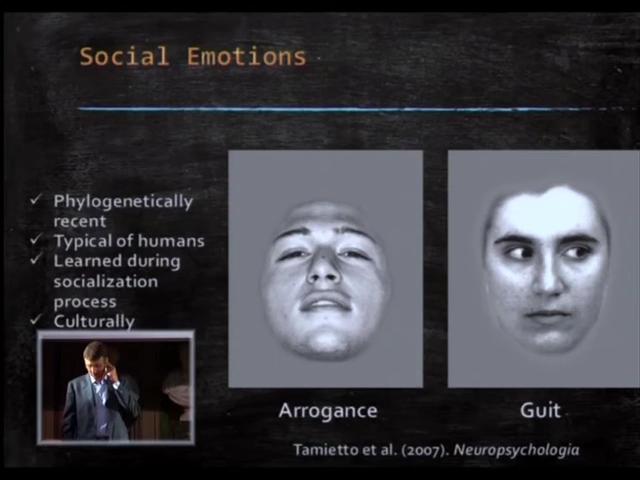 Social Emotions
✓ Phylogenetically
recent
✓ Typical of humans
✓ Learned during
socialization
process
✓ Culturally
Arrogance
Guit
Tamietto et al. (2007). Neuropsychologia